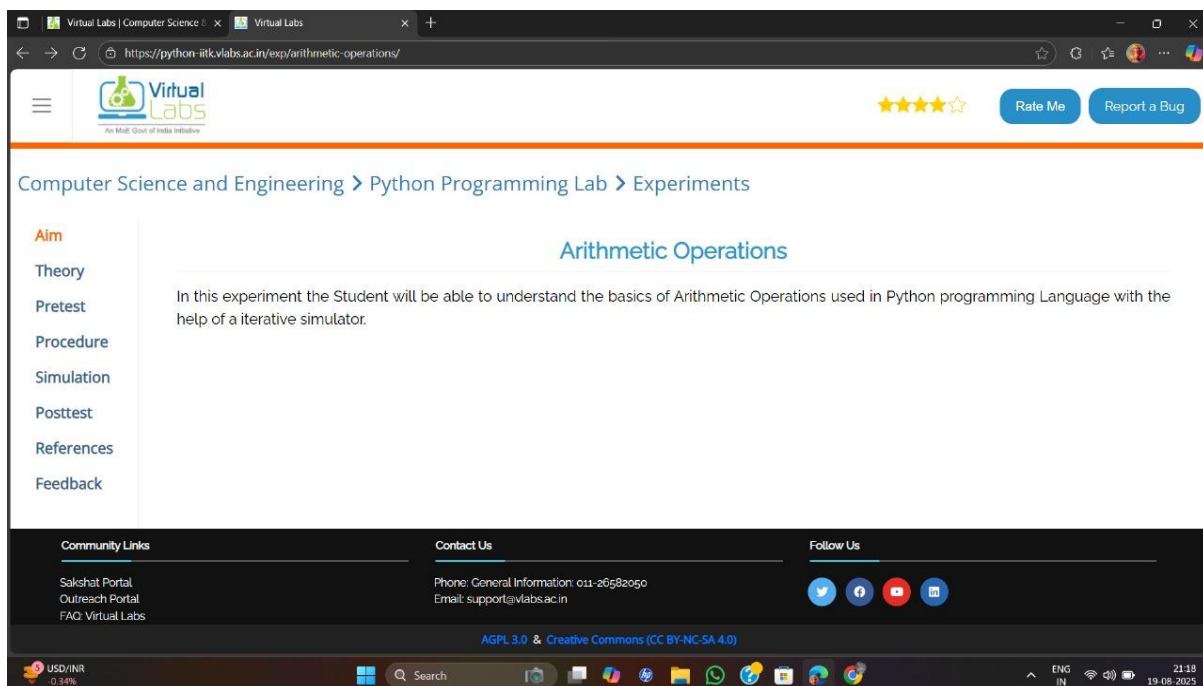 Virtual Labs | Computer Science &
Virtual Labs
https://python-iitk.vlabs.ac.in/exp/arithmetic-operations/
Virtual
Labs
An MoE Govt of India Initiative
Rate Me
Report a Bug
Computer Science and Engineering > Python Programming Lab > Experiments
Aim
Theory
Pretest
Procedure
Simulation
Posttest
References
Feedback
Arithmetic Operations
In this experiment the Student will be able to understand the basics of Arithmetic Operations used in Python programming Language with the
help of a iterative simulator.
Community Links
Sakshat Portal
Outreach Portal
FAQ: Virtual Labs
Contact Us
Phone: General Information: 011-26582050
Email: support@vlabs.ac.in
Follow Us
AGPL 3.0 & Creative Commons (CC BY-NC-SA 4.0)
5
USD/INR
-0.34%
Search
ENG
IN
21:18
19-08-2025